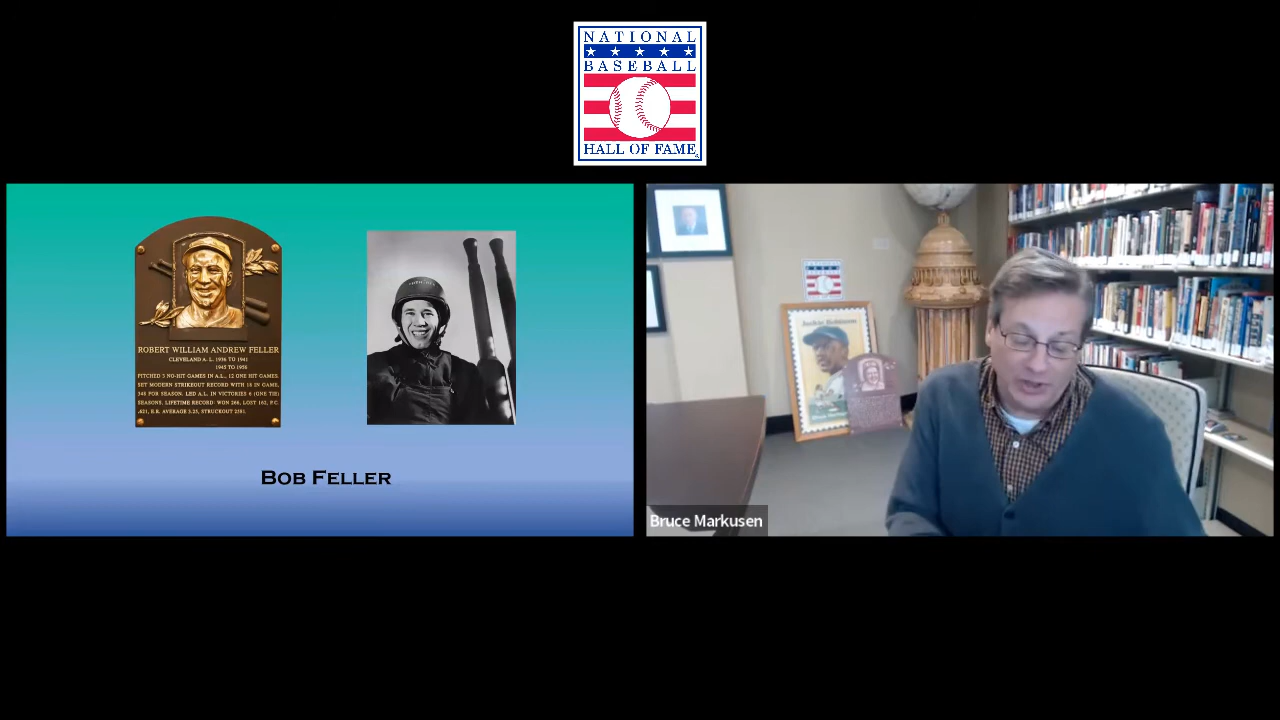 NATIONAL
BASEBALL
HALL OF FAME
ROBERT WILLIAM ANDREW FELLER
CLEVELAND A. L. 1936 TO 1941
1945 TO 1956
PITCHED 3 NO-HIT GAMES IN A.L., 12 ONE HIT GAMES.
SET MODERN STRIKEOUT RECORD WITH 18 IN GAME,
348 FOR SEASON. LED A.L. IN VICTORIES 6 (ONE TIE)
SEASONS. LIFETIME RECORD: WON 266, LOST 162, P.C.
.621, E.R. AVERAGE 3.25, STRUCKOUT 2581.
Bob Feller
Jackie Robinson
Bruce Markusen